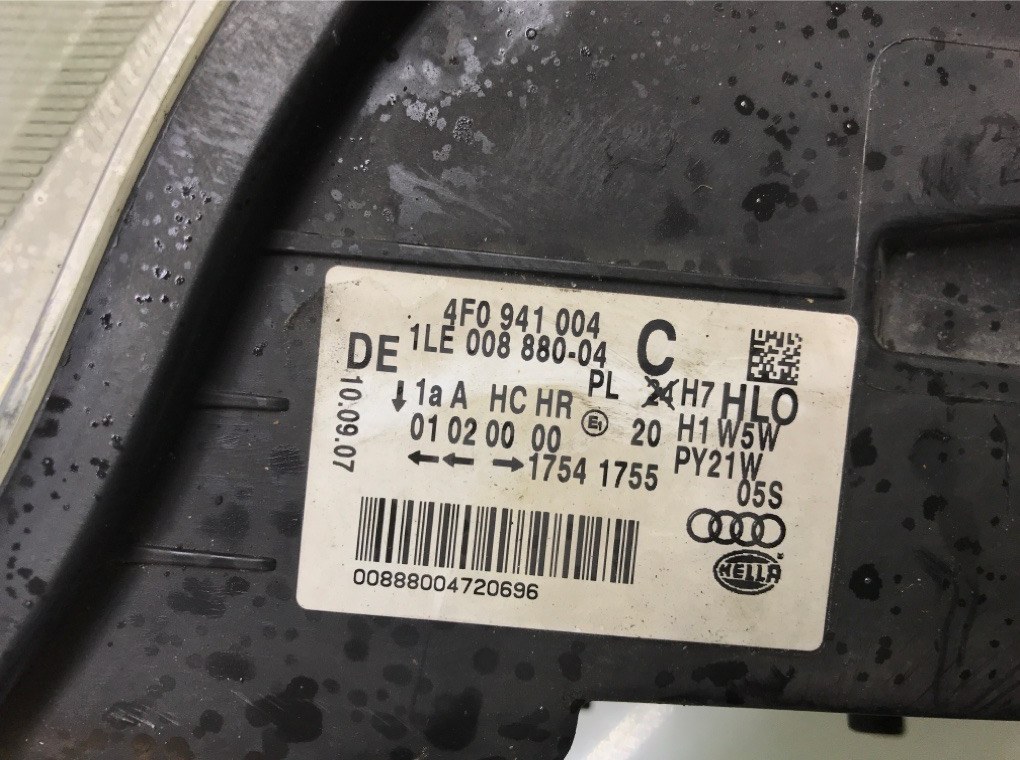 4F0 941 004
DE 1LE 008 880-04 C
PL 24 H7 HLO
1a A HC HR E1 20 H1 W5W
01 02 00 00 PY21W
1754 1755 05S
10.09.07
HELLA
00888004720696